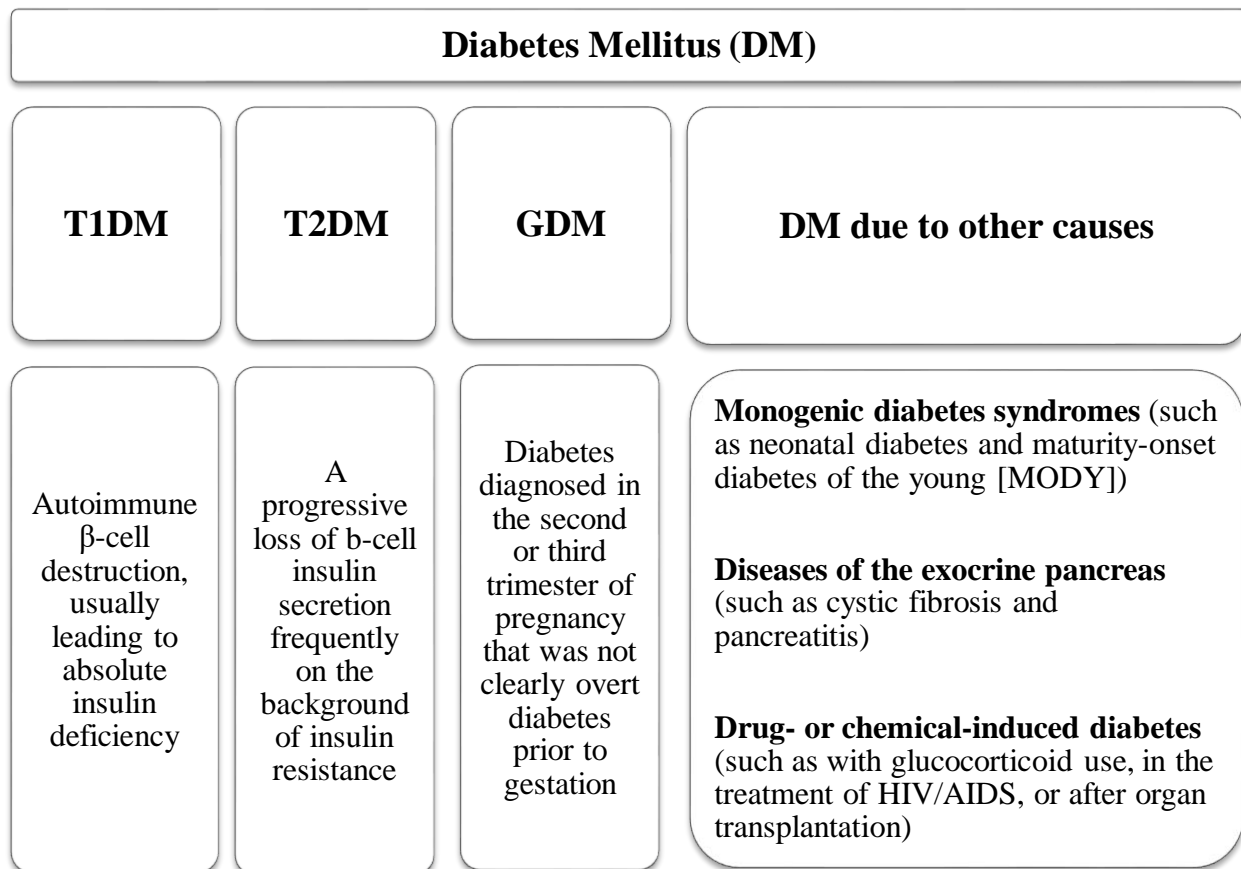 Diabetes Mellitus (DM)
T1DM
T2DM
GDM
DM due to other causes
Autoimmune
β-cell
destruction,
usually
leading to
absolute
insulin
deficiency
A
progressive
loss of b-cell
insulin
secretion
frequently
on the
background
of insulin
resistance
Diabetes
diagnosed in
the second
or third
trimester of
pregnancy
that was not
clearly overt
diabetes
prior to
gestation
Monogenic diabetes syndromes (such
as neonatal diabetes and maturity-onset
diabetes of the young [MODY])
Diseases of the exocrine pancreas
(such as cystic fibrosis and
pancreatitis)
Drug- or chemical-induced diabetes
(such as with glucocorticoid use, in the
treatment of HIV/AIDS, or after organ
transplantation)